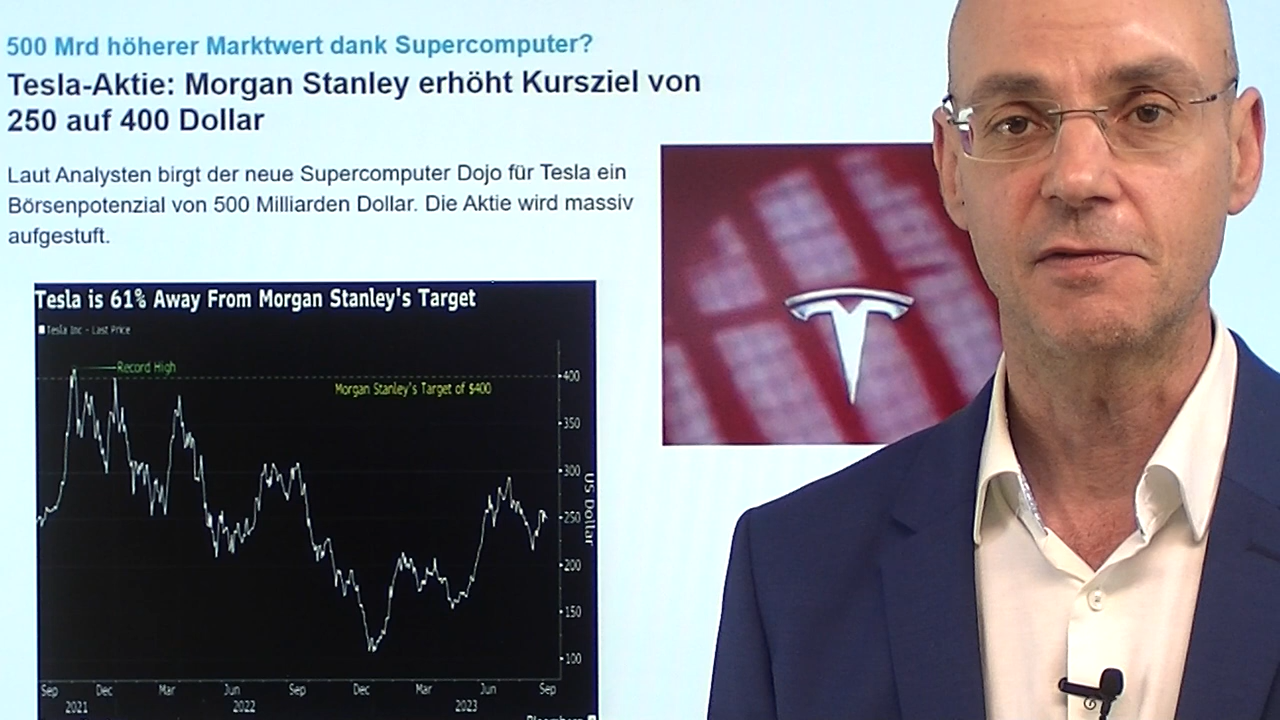 500 Mrd höherer Marktwert dank Supercomputer?
Tesla-Aktie: Morgan Stanley erhöht Kursziel von
250 auf 400 Dollar
Laut Analysten birgt der neue Supercomputer Dojo für Tesla ein
Börsenpotenzial von 500 Milliarden Dollar. Die Aktie wird massiv
aufgestuft.
Tesla is 61% Away From Morgan Stanley's Target
Tesla Inc - Last Price
Record High
Morgan Stanley's Target of $400
400
350
300
250
200
150
100
US Dollar
Sep Dec Mar Jun Sep Dec Mar Jun Sep
2021 2022 2023